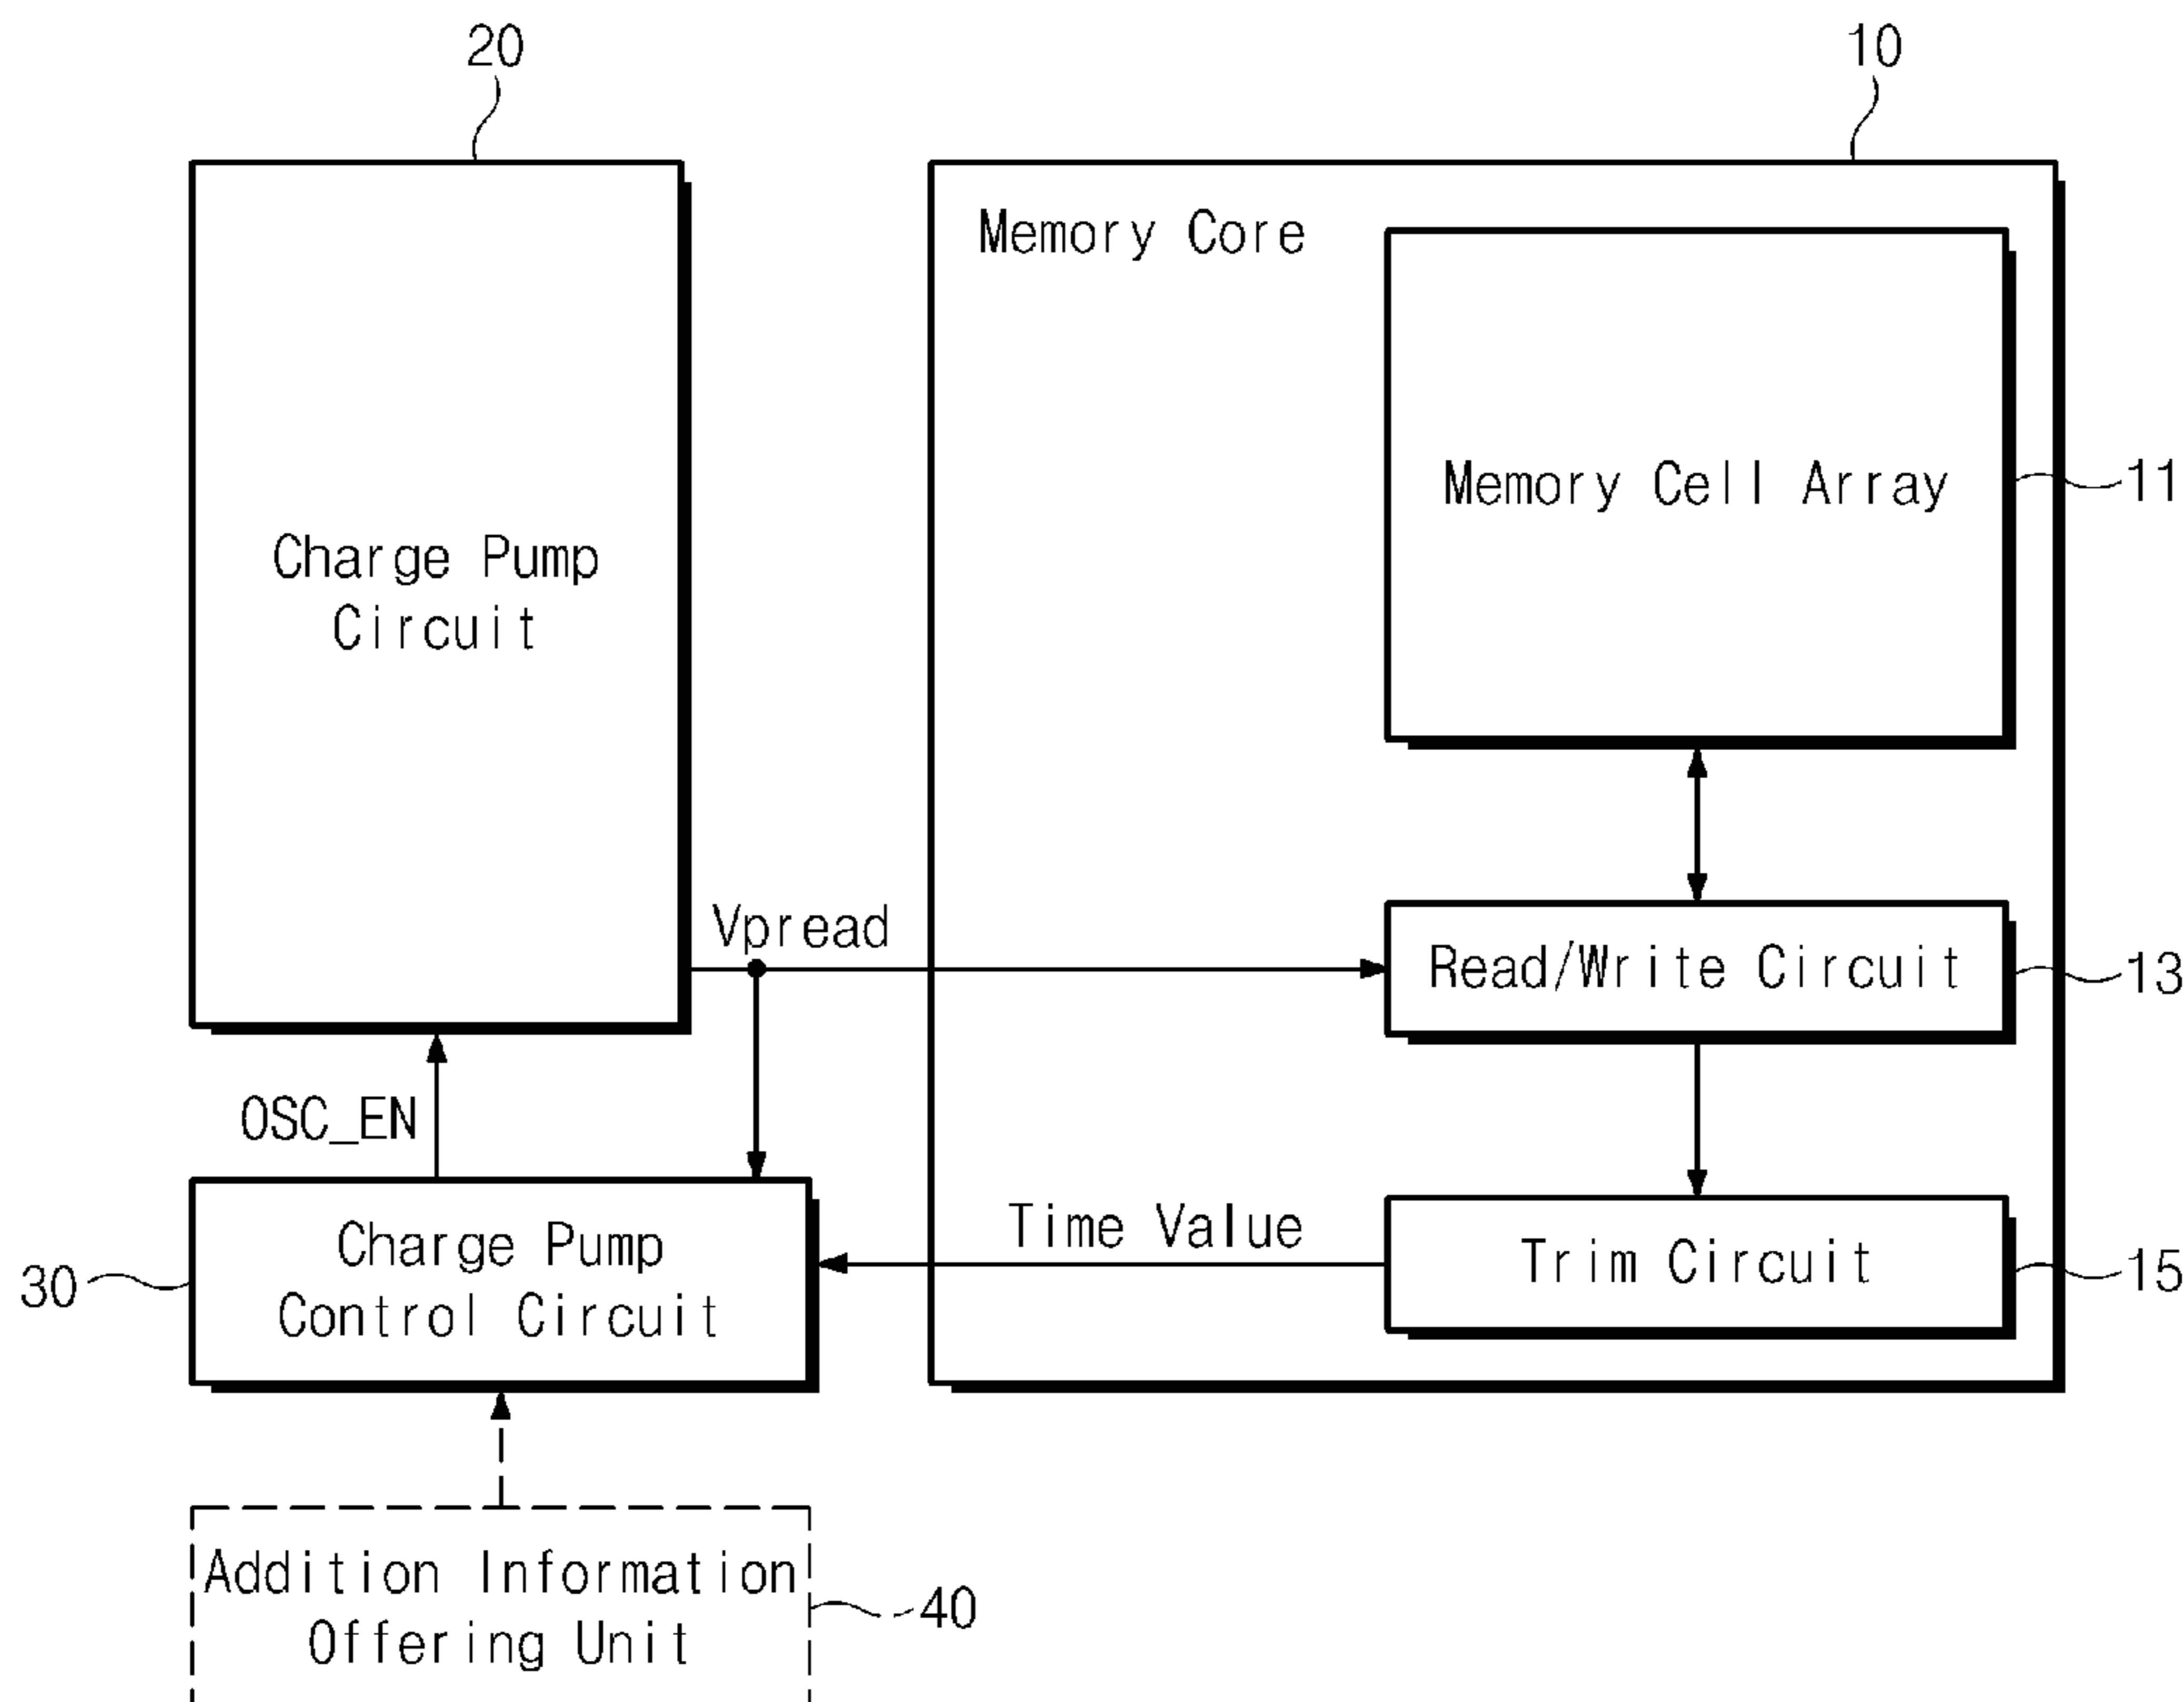 20
10
Memory Core
Charge Pump
Circuit
Memory Cell Array
11
Vpread
Read/Write Circuit
13
OSC_EN
Time Value
Charge Pump
Control Circuit
30
Trim Circuit
15
Addition Information
Offering Unit
40